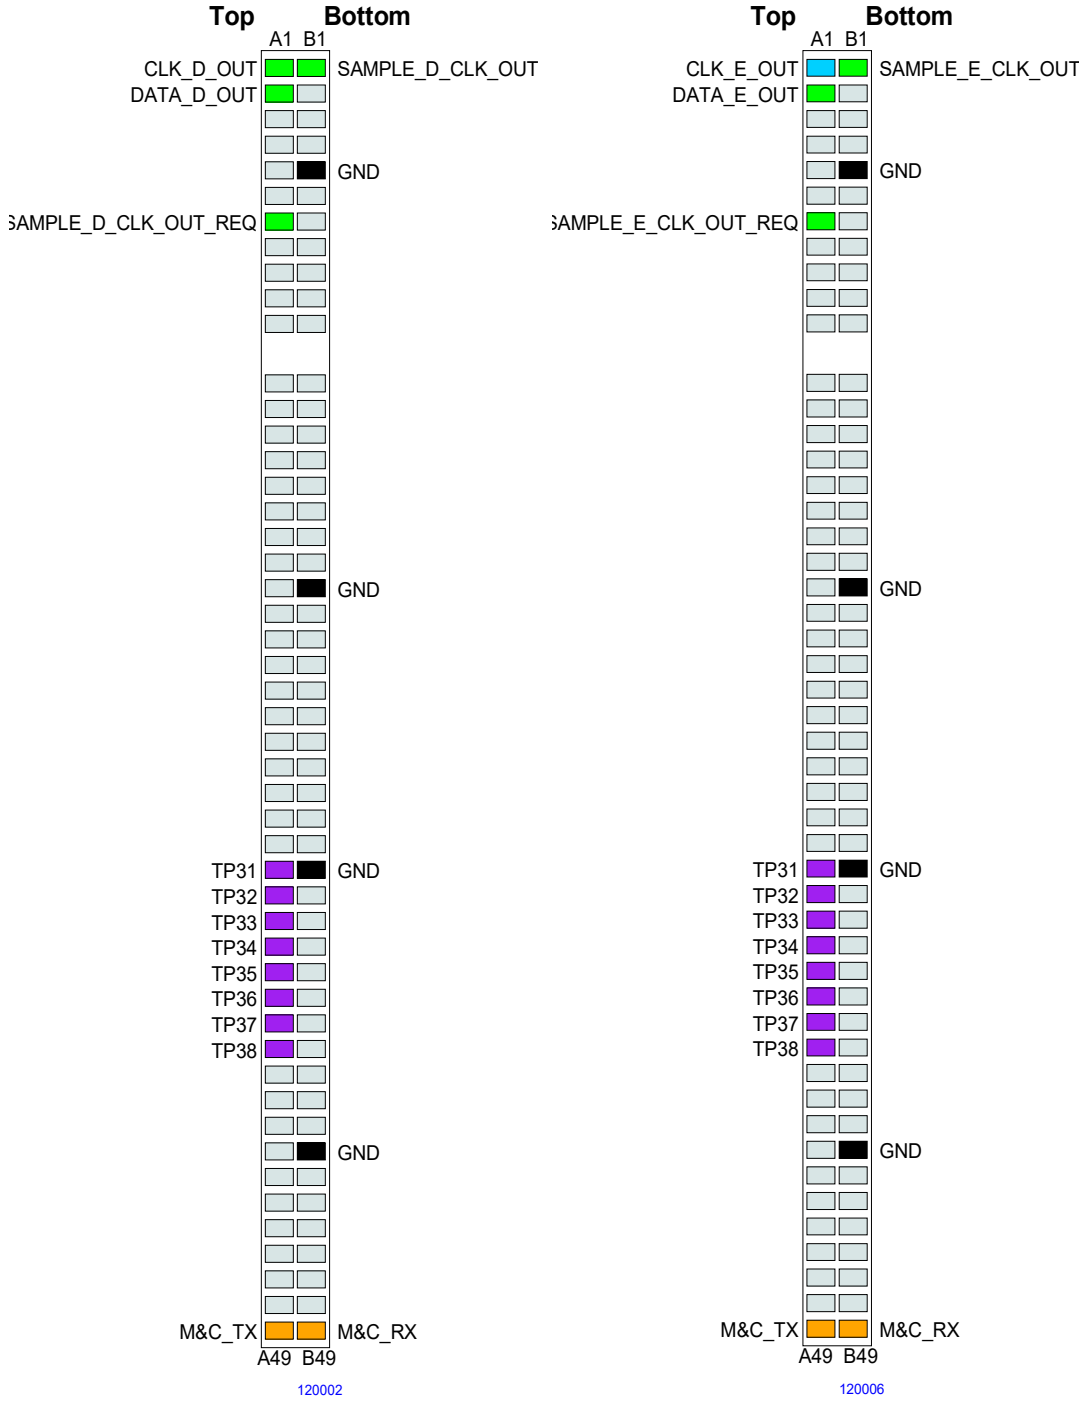 Top Bottom
A1 B1
CLK_D_OUT SAMPLE_D_CLK_OUT
DATA_D_OUT
GND
SAMPLE_D_CLK_OUT_REQ
GND
TP31 GND
TP32
TP33
TP34
TP35
TP36
TP37
TP38
GND
M&C_TX M&C_RX
A49 B49
120002
Top Bottom
A1 B1
CLK_E_OUT SAMPLE_E_CLK_OUT
DATA_E_OUT
GND
SAMPLE_E_CLK_OUT_REQ
GND
TP31 GND
TP32
TP33
TP34
TP35
TP36
TP37
TP38
GND
M&C_TX M&C_RX
A49 B49
120006